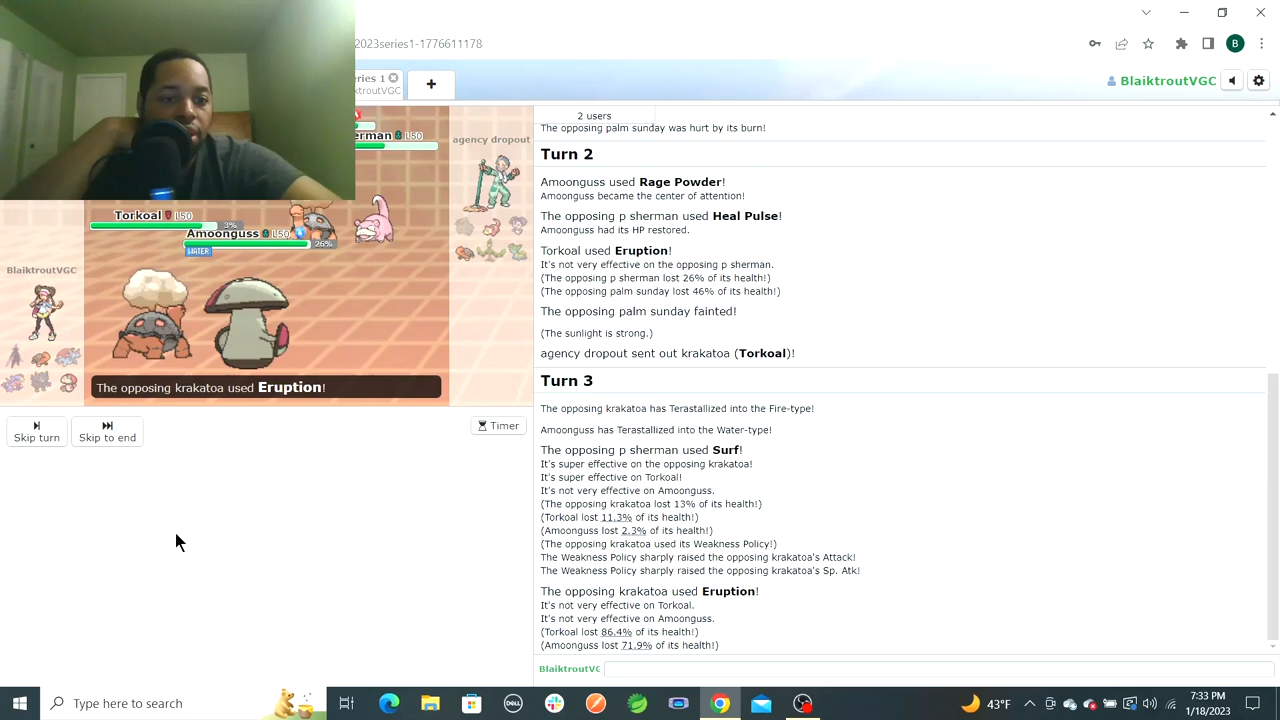 2023series1-1776611178
B
eries 1
ktroutVGC
+
BlaiktroutVGC
2 users
The opposing palm sunday was hurt by its burn!
Turn 2
Amoonguss used Rage Powder!
Amoonguss became the center of attention!
The opposing p sherman used Heal Pulse!
Amoonguss had its HP restored.
Torkoal used Eruption!
It's not very effective on the opposing p sherman.
(The opposing p sherman lost 26% of its health!)
(The opposing palm sunday lost 46% of its health!)
The opposing palm sunday fainted!
(The sunlight is strong.)
agency dropout sent out krakatoa (Torkoal)!
Turn 3
The opposing krakatoa has Terastallized into the Fire-type!
Amoonguss has Terastallized into the Water-type!
The opposing p sherman used Surf!
It's super effective on the opposing krakatoa!
It's super effective on Torkoal!
It's not very effective on Amoonguss.
(The opposing krakatoa lost 13% of its health!)
(Torkoal lost 11.3% of its health!)
(Amoonguss lost 2.3% of its health!)
(The opposing krakatoa used its Weakness Policy!)
The Weakness Policy sharply raised the opposing krakatoa's Attack!
The Weakness Policy sharply raised the opposing krakatoa's Sp. Atk!
The opposing krakatoa used Eruption!
It's not very effective on Torkoal.
It's not very effective on Amoonguss.
(Torkoal lost 86.4% of its health!)
(Amoonguss lost 71.9% of its health!)
BlaiktroutVC
erman L50
agency dropout
Torkoal L50
3%
Amoonguss L50
26%
WATER
BlaiktroutVGC
The opposing krakatoa used Eruption!
Skip turn
Skip to end
Timer
Type here to search
DELL
43°F
7:33 PM
1/18/2023